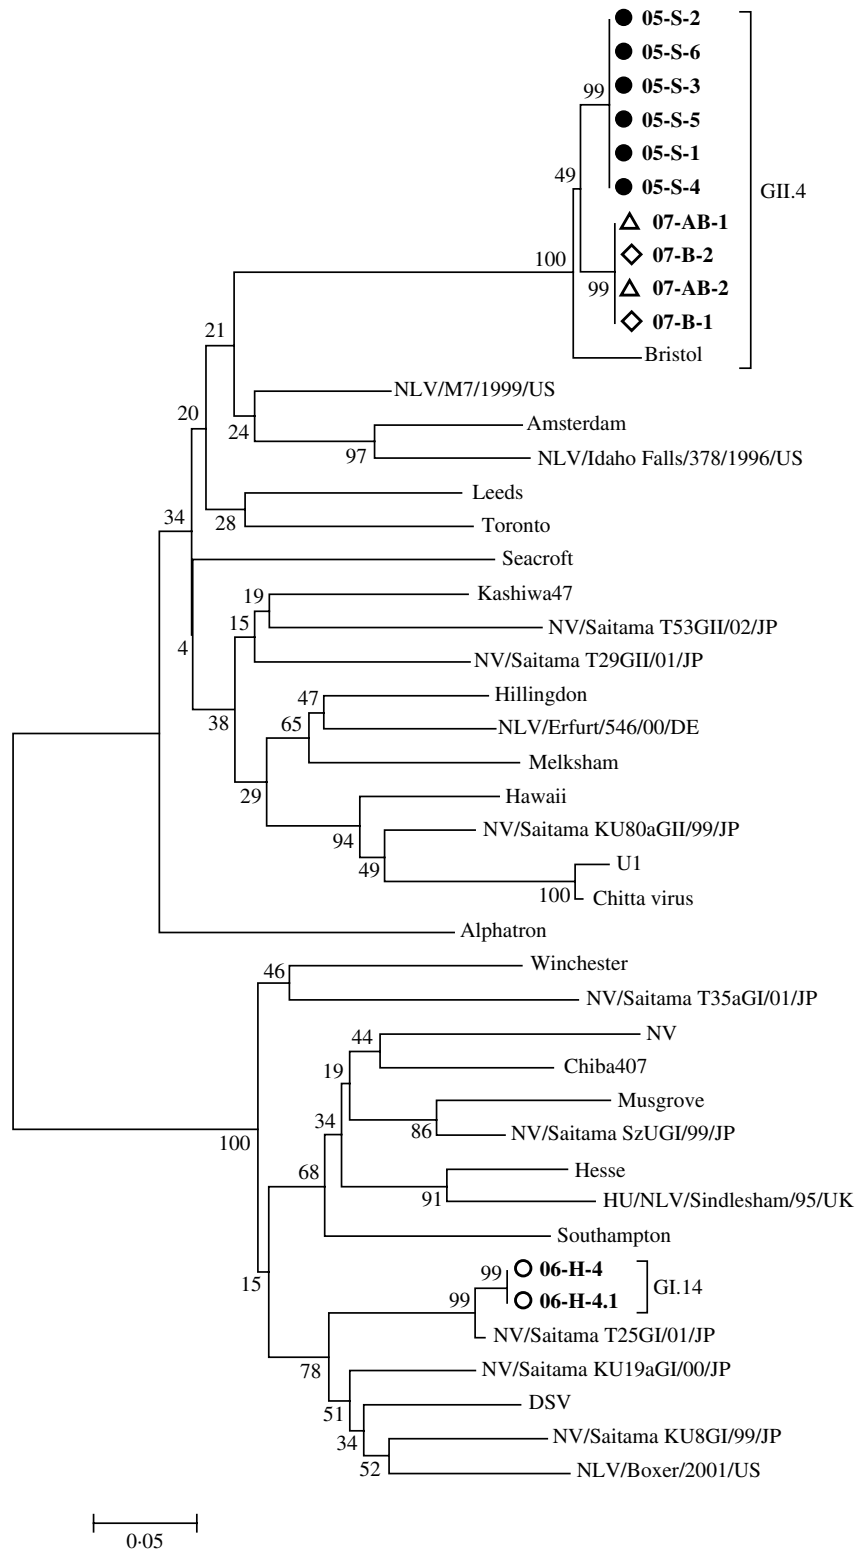 05-S-2
05-S-6
99
05-S-3
05-S-5
05-S-1
49
05-S-4
GII.4
07-AB-1
100
07-B-2
99
07-AB-2
07-B-1
21
Bristol
NLV/M7/1999/US
20
24
Amsterdam
97
NLV/Idaho Falls/378/1996/US
Leeds
34
28
Toronto
Seacroft
19
Kashiwa47
15
NV/Saitama T53GII/02/JP
4
NV/Saitama T29GII/01/JP
47
Hillingdon
38
65
NLV/Erfurt/546/00/DE
Melksham
29
Hawaii
94
NV/Saitama KU80aGII/99/JP
49
U1
100
Chitta virus
Alphatron
46
Winchester
NV/Saitama T35aGI/01/JP
44
NV
19
Chiba407
Musgrove
34
86
NV/Saitama SzUGI/99/JP
100
68
Hesse
91
HU/NLV/Sindlesham/95/UK
Southampton
15
99
06-H-4
GI.14
99
06-H-4.1
NV/Saitama T25GI/01/JP
78
NV/Saitama KU19aGI/00/JP
51
DSV
34
NV/Saitama KU8GI/99/JP
52
NLV/Boxer/2001/US
0·05